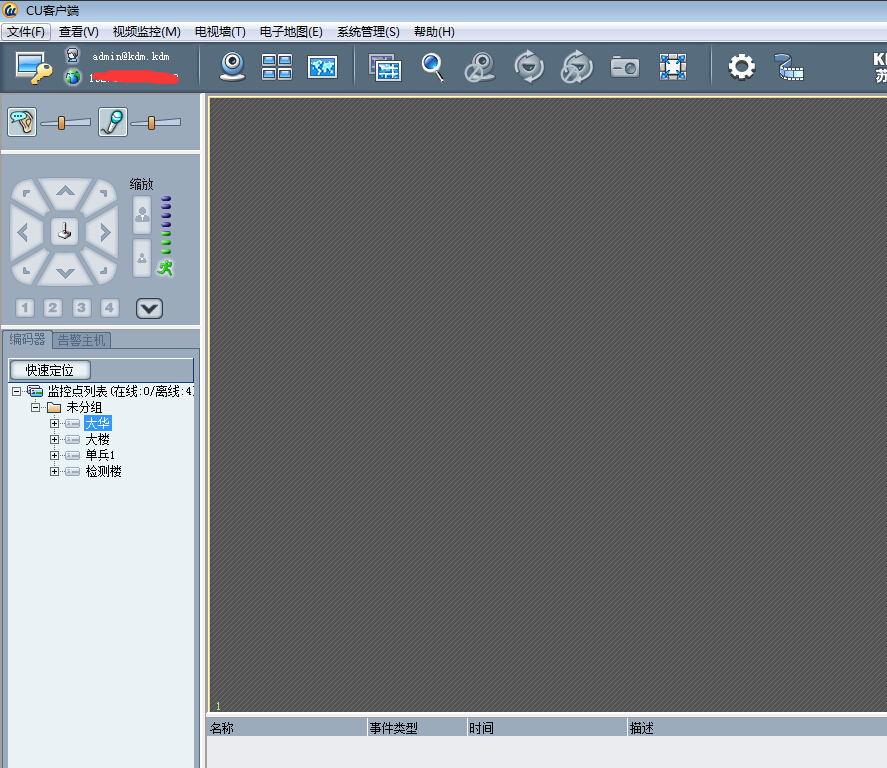 CU客户端
文件(F) 查看(V) 视频监控(M) 电视墙(T) 电子地图(E) 系统管理(S) 帮助(H)
admin@kdm.kdm
缩放
1 2 3 4
编码器 告警主机
快速定位
监控点列表(在线:0/离线:4
未分组
大华
大楼
单兵1
检测楼
1
名称 事件类型 时间 描述